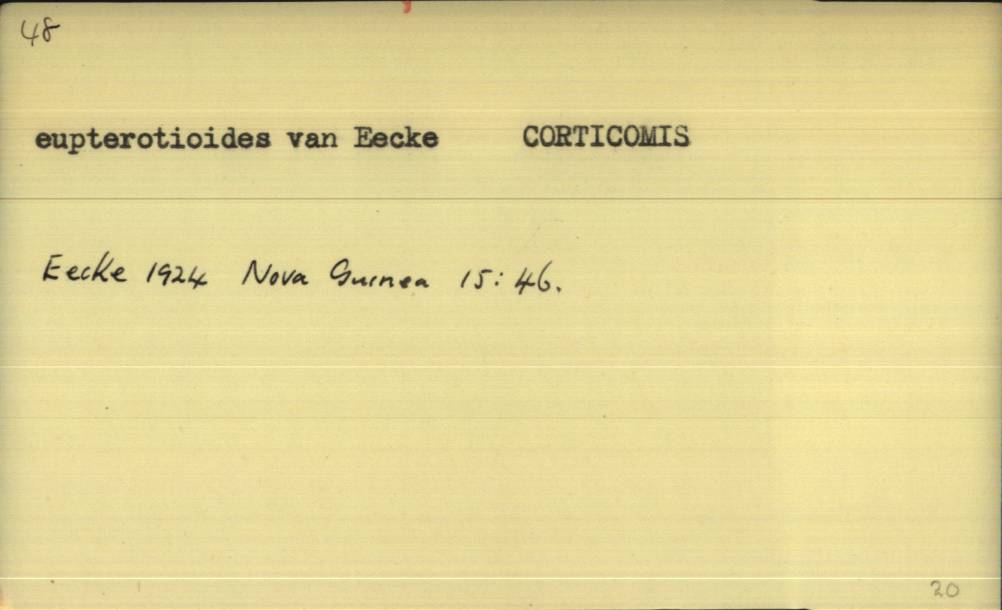 48
eupterotioides van Eecke CORTICOMIS
Eecke 1924 Nova Guinea 15: 46.
20